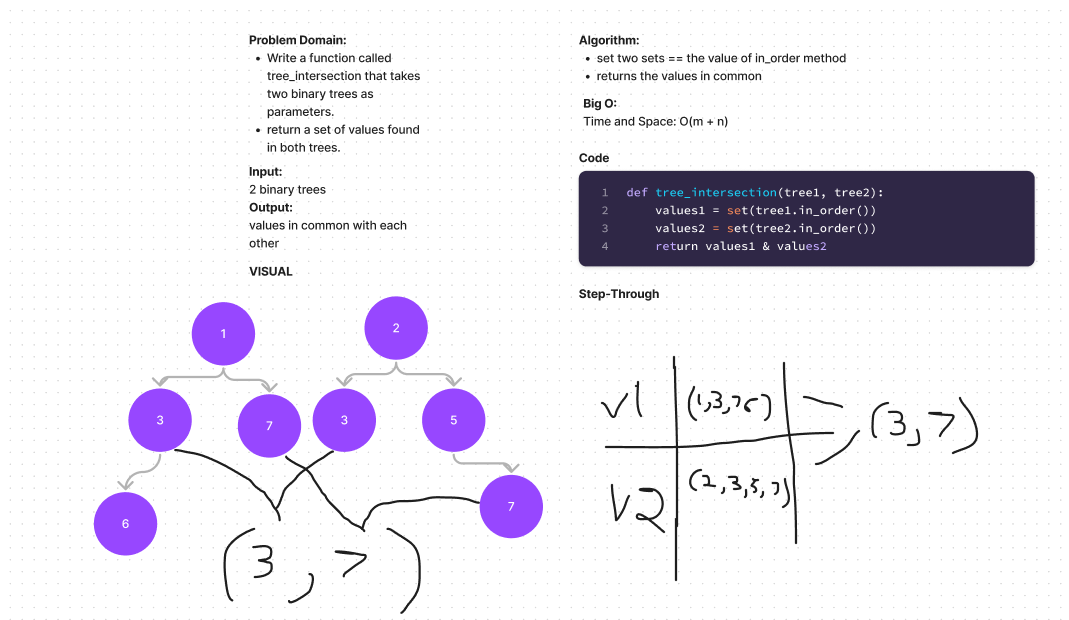 Problem Domain:
• Write a function called
tree_intersection that takes
two binary trees as
parameters.
• return a set of values found
in both trees.
Input:
2 binary trees
Output:
values in common with each
other
VISUAL
1
2
3
7
3
5
6
7
(3 , 7)
Algorithm:
• set two sets == the value of in_order method
• returns the values in common
Big O:
Time and Space: O(m + n)
Code
1 def tree_intersection(tree1, tree2):
2     values1 = set(tree1.in_order())
3     values2 = set(tree2.in_order())
4     return values1 & values2
Step-Through
v1 (1,3,7 6) , (3, 7)
V2 (2,3,5,7)